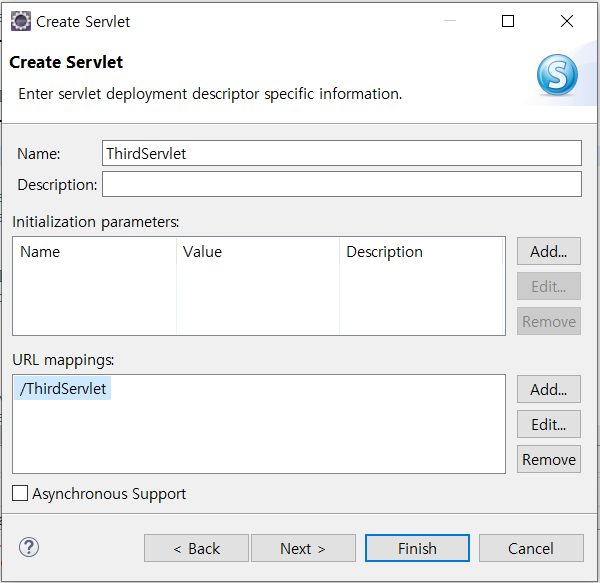 Create Servlet
Create Servlet
Enter servlet deployment descriptor specific information.
Name: ThirdServlet
Description:
Initialization parameters:
Name Value Description
Add...
Edit...
Remove
URL mappings:
/ThirdServlet
Add...
Edit...
Remove
Asynchronous Support
< Back Next > Finish Cancel